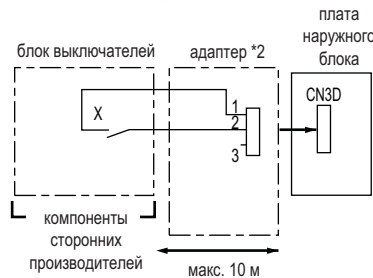 плата
наружного
блока
блок выключателей
адаптер *2
CN3D
X
1
2
3
компоненты
сторонних
производителей
макс. 10 м